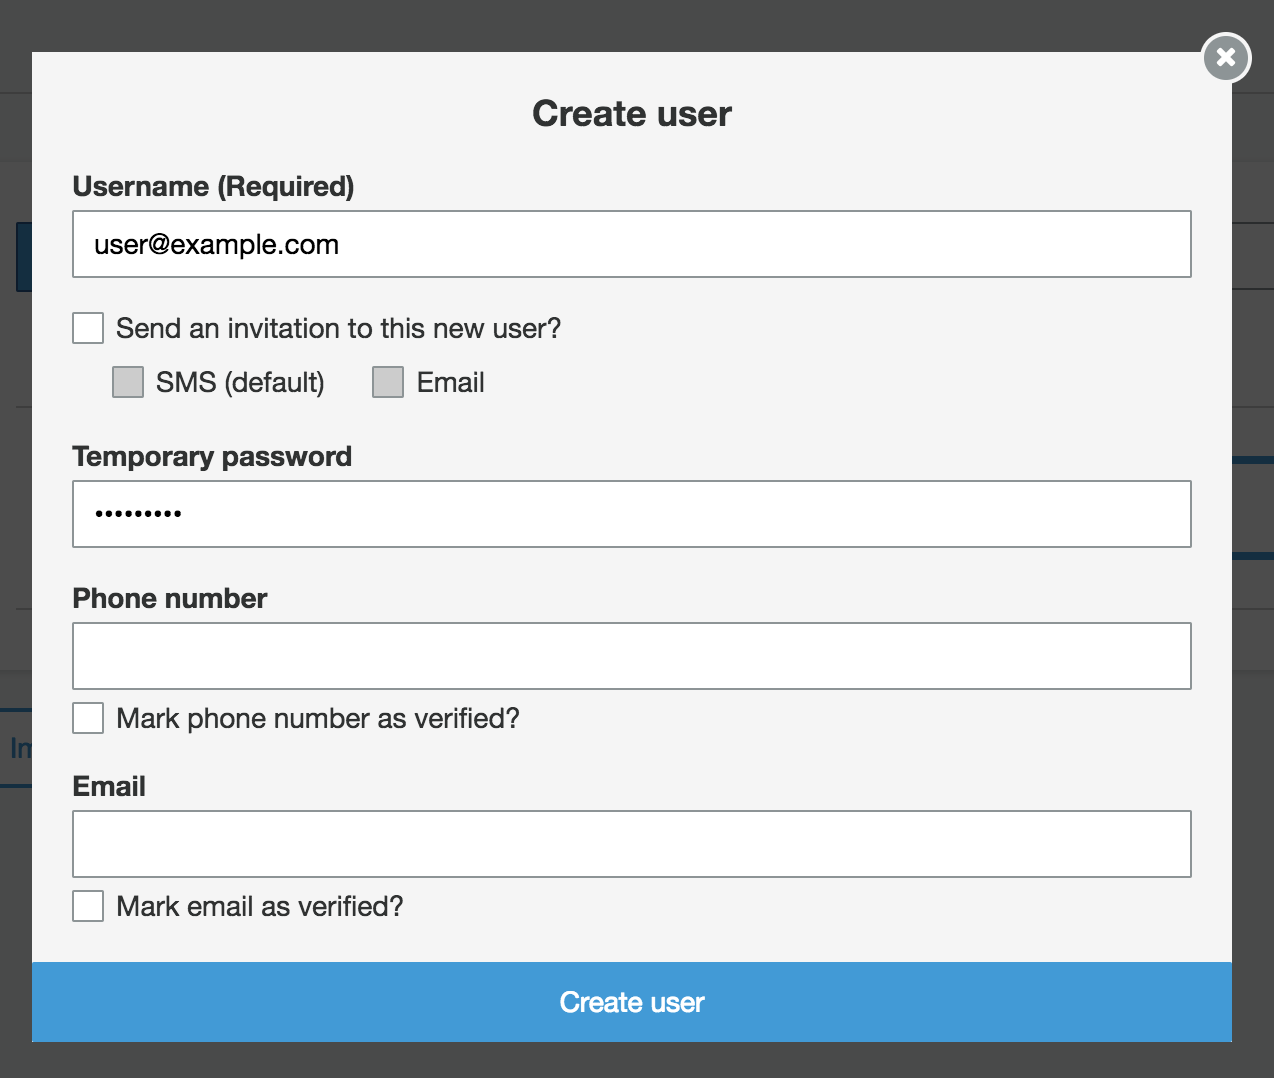 Create user
Username (Required)
user@example.com
Send an invitation to this new user?
SMS (default) Email
Temporary password
•••••••••
Phone number
Mark phone number as verified?
Im
Email
Mark email as verified?
Create user